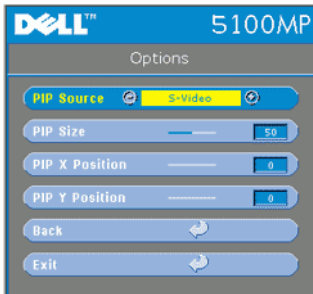 DELL™ 5100MP
Options
PIP Source S-Video
PIP Size 50
PIP X Position 0
PIP Y Position 0
Back
Exit